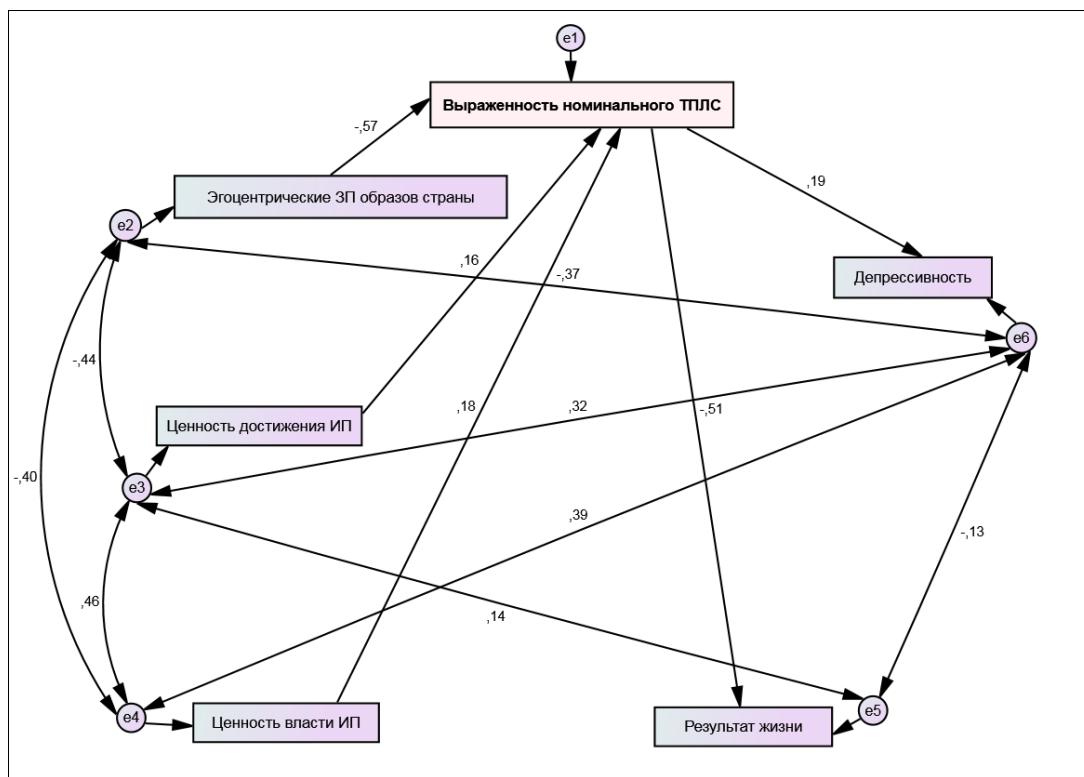 e1
Выраженность номинального ТПЛС
-,57
Эгоцентрические ЗП образов страны
,19
e2
,16
-,37
Депрессивность
e6
-,44
,18
,32
-,51
Ценность достижения ИП
-,40
e3
,39
-,13
,46
,14
e4
Ценность власти ИП
Результат жизни
e5